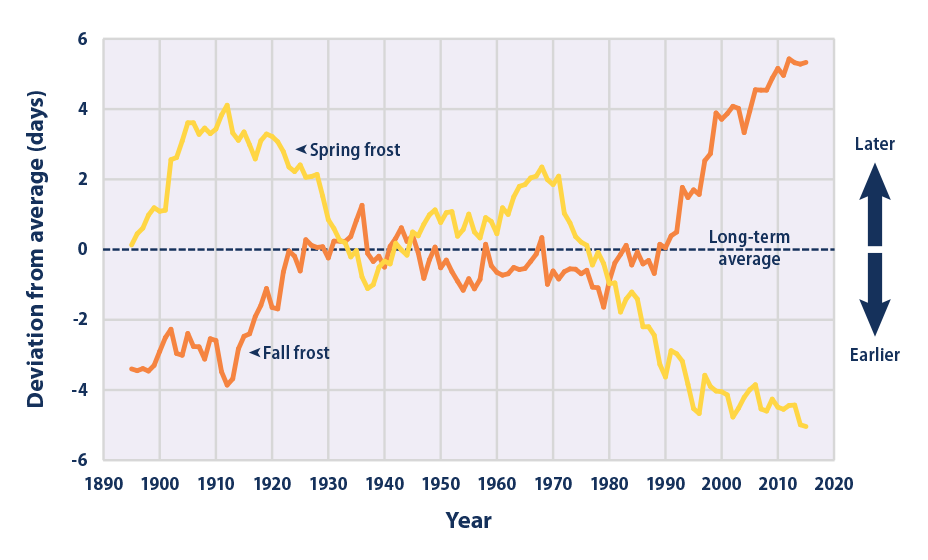 Deviation from average (days)
6
4
2
0
-2
-4
-6
Spring frost
Fall frost
Long-term
average
Later
Earlier
1890 1900 1910 1920 1930 1940 1950 1960 1970 1980 1990 2000 2010 2020
Year